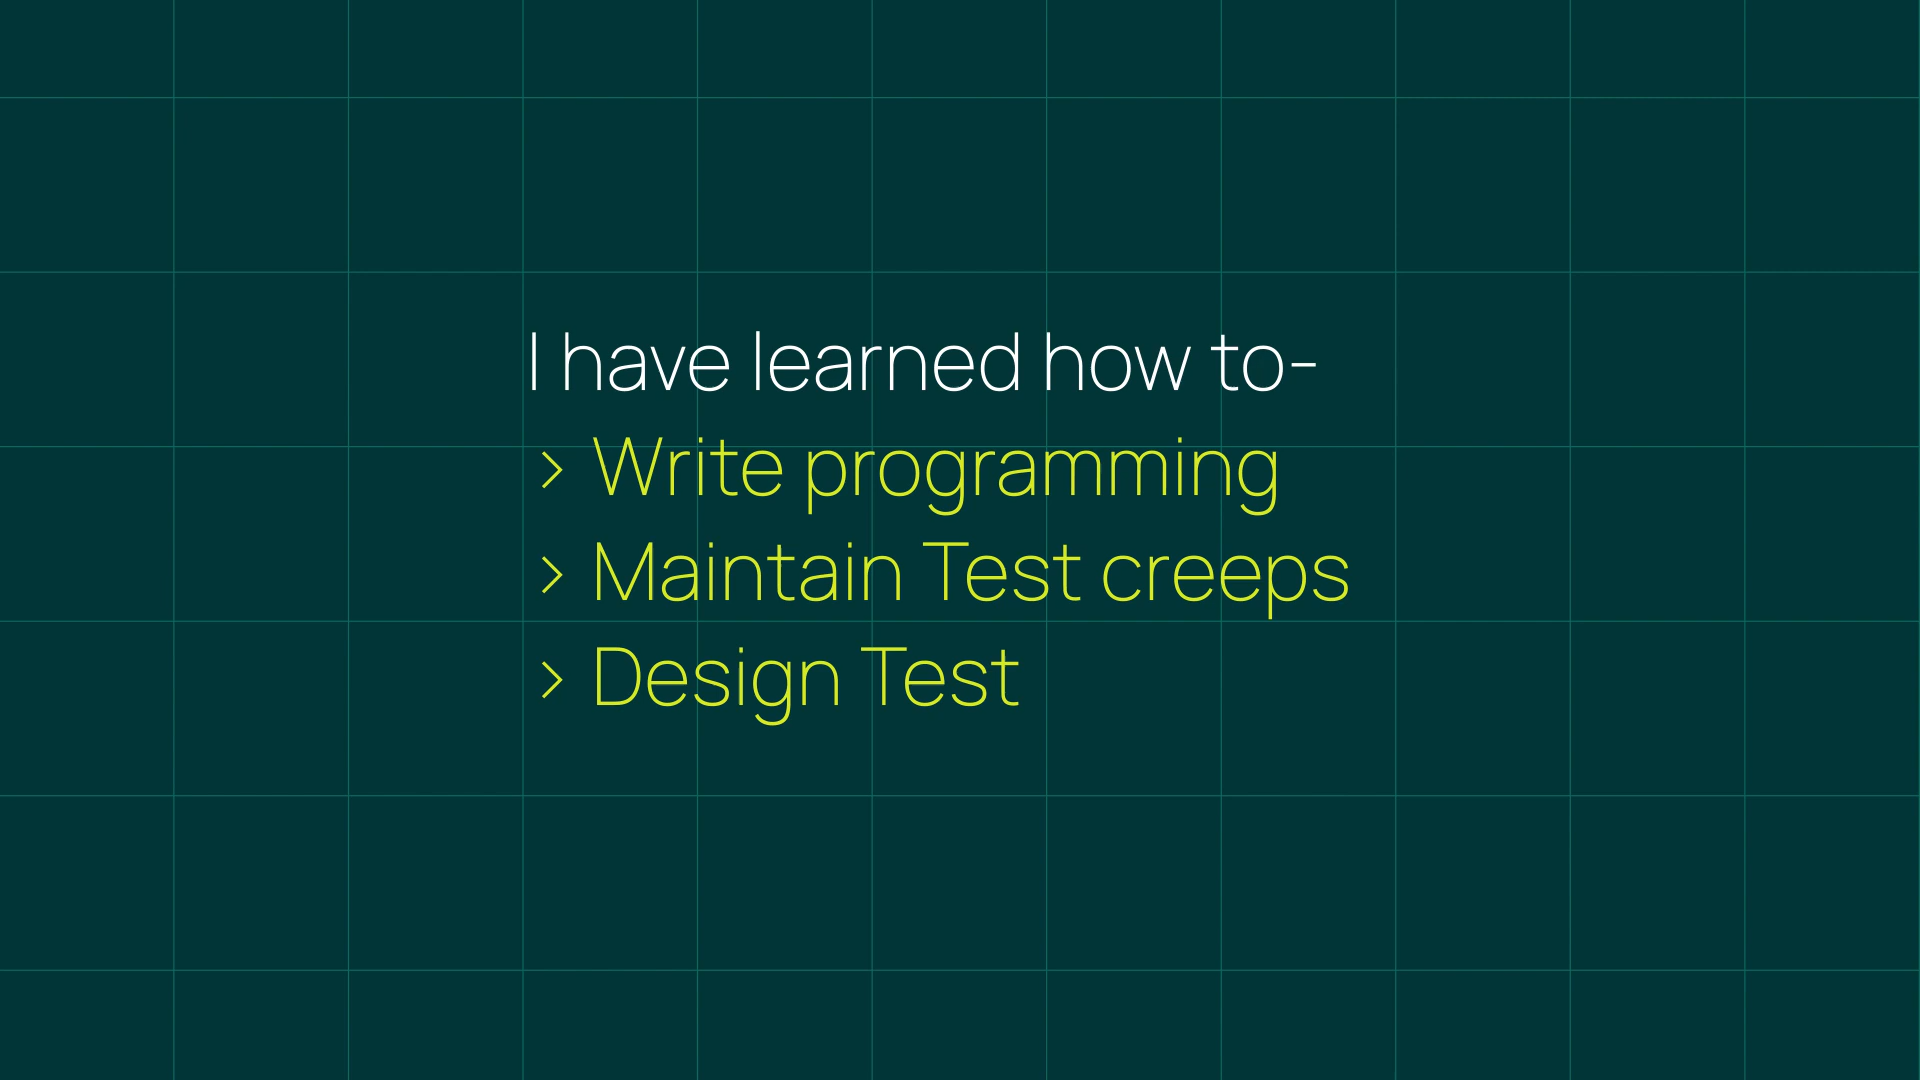 I have learned how to-
> Write programming
> Maintain Test creeps
> Design Test